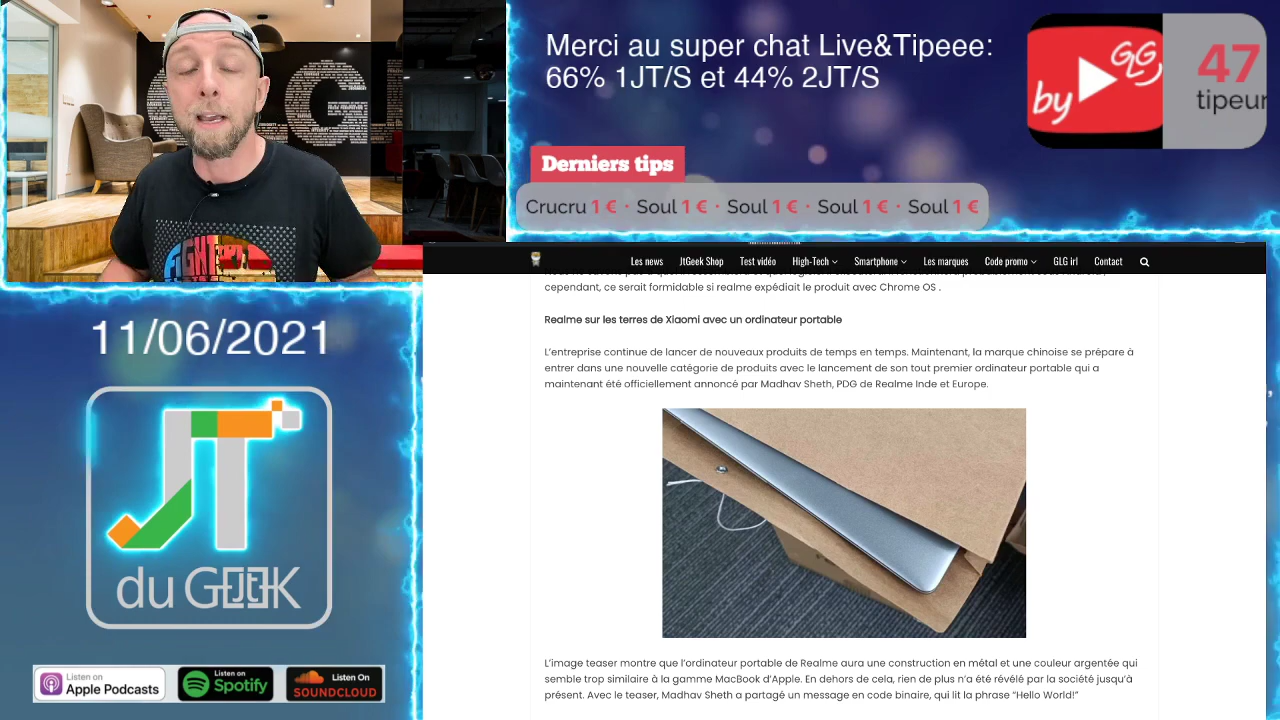 Merci au super chat Live&Tipeee:
66% 1JT/S et 44% 2JT/S
by GLG
47
tipeur
Derniers tips
Crucru 1 € · Soul 1 € · Soul 1 € · Soul 1 € · Soul 1 €
FiGHT
Les news JtGeek Shop Test vidéo High-Tech Smartphone Les marques Code promo GLG irl Contact
cependant, ce serait formidable si realme expédiait le produit avec Chrome OS .
Realme sur les terres de Xiaomi avec un ordinateur portable
L'entreprise continue de lancer de nouveaux produits de temps en temps. Maintenant, la marque chinoise se prépare à
entrer dans une nouvelle catégorie de produits avec le lancement de son tout premier ordinateur portable qui a
maintenant été officiellement annoncé par Madhav Sheth, PDG de Realme Inde et Europe.
L'image teaser montre que l'ordinateur portable de Realme aura une construction en métal et une couleur argentée qui
semble trop similaire à la gamme MacBook d'Apple. En dehors de cela, rien de plus n'a été révélé par la société jusqu'à
présent. Avec le teaser, Madhav Sheth a partagé un message en code binaire, qui lit la phrase "Hello World!"
11/06/2021
JT
du GEEK
Listen on
Apple Podcasts
Listen on
Spotify
Listen On
SOUNDCLOUD